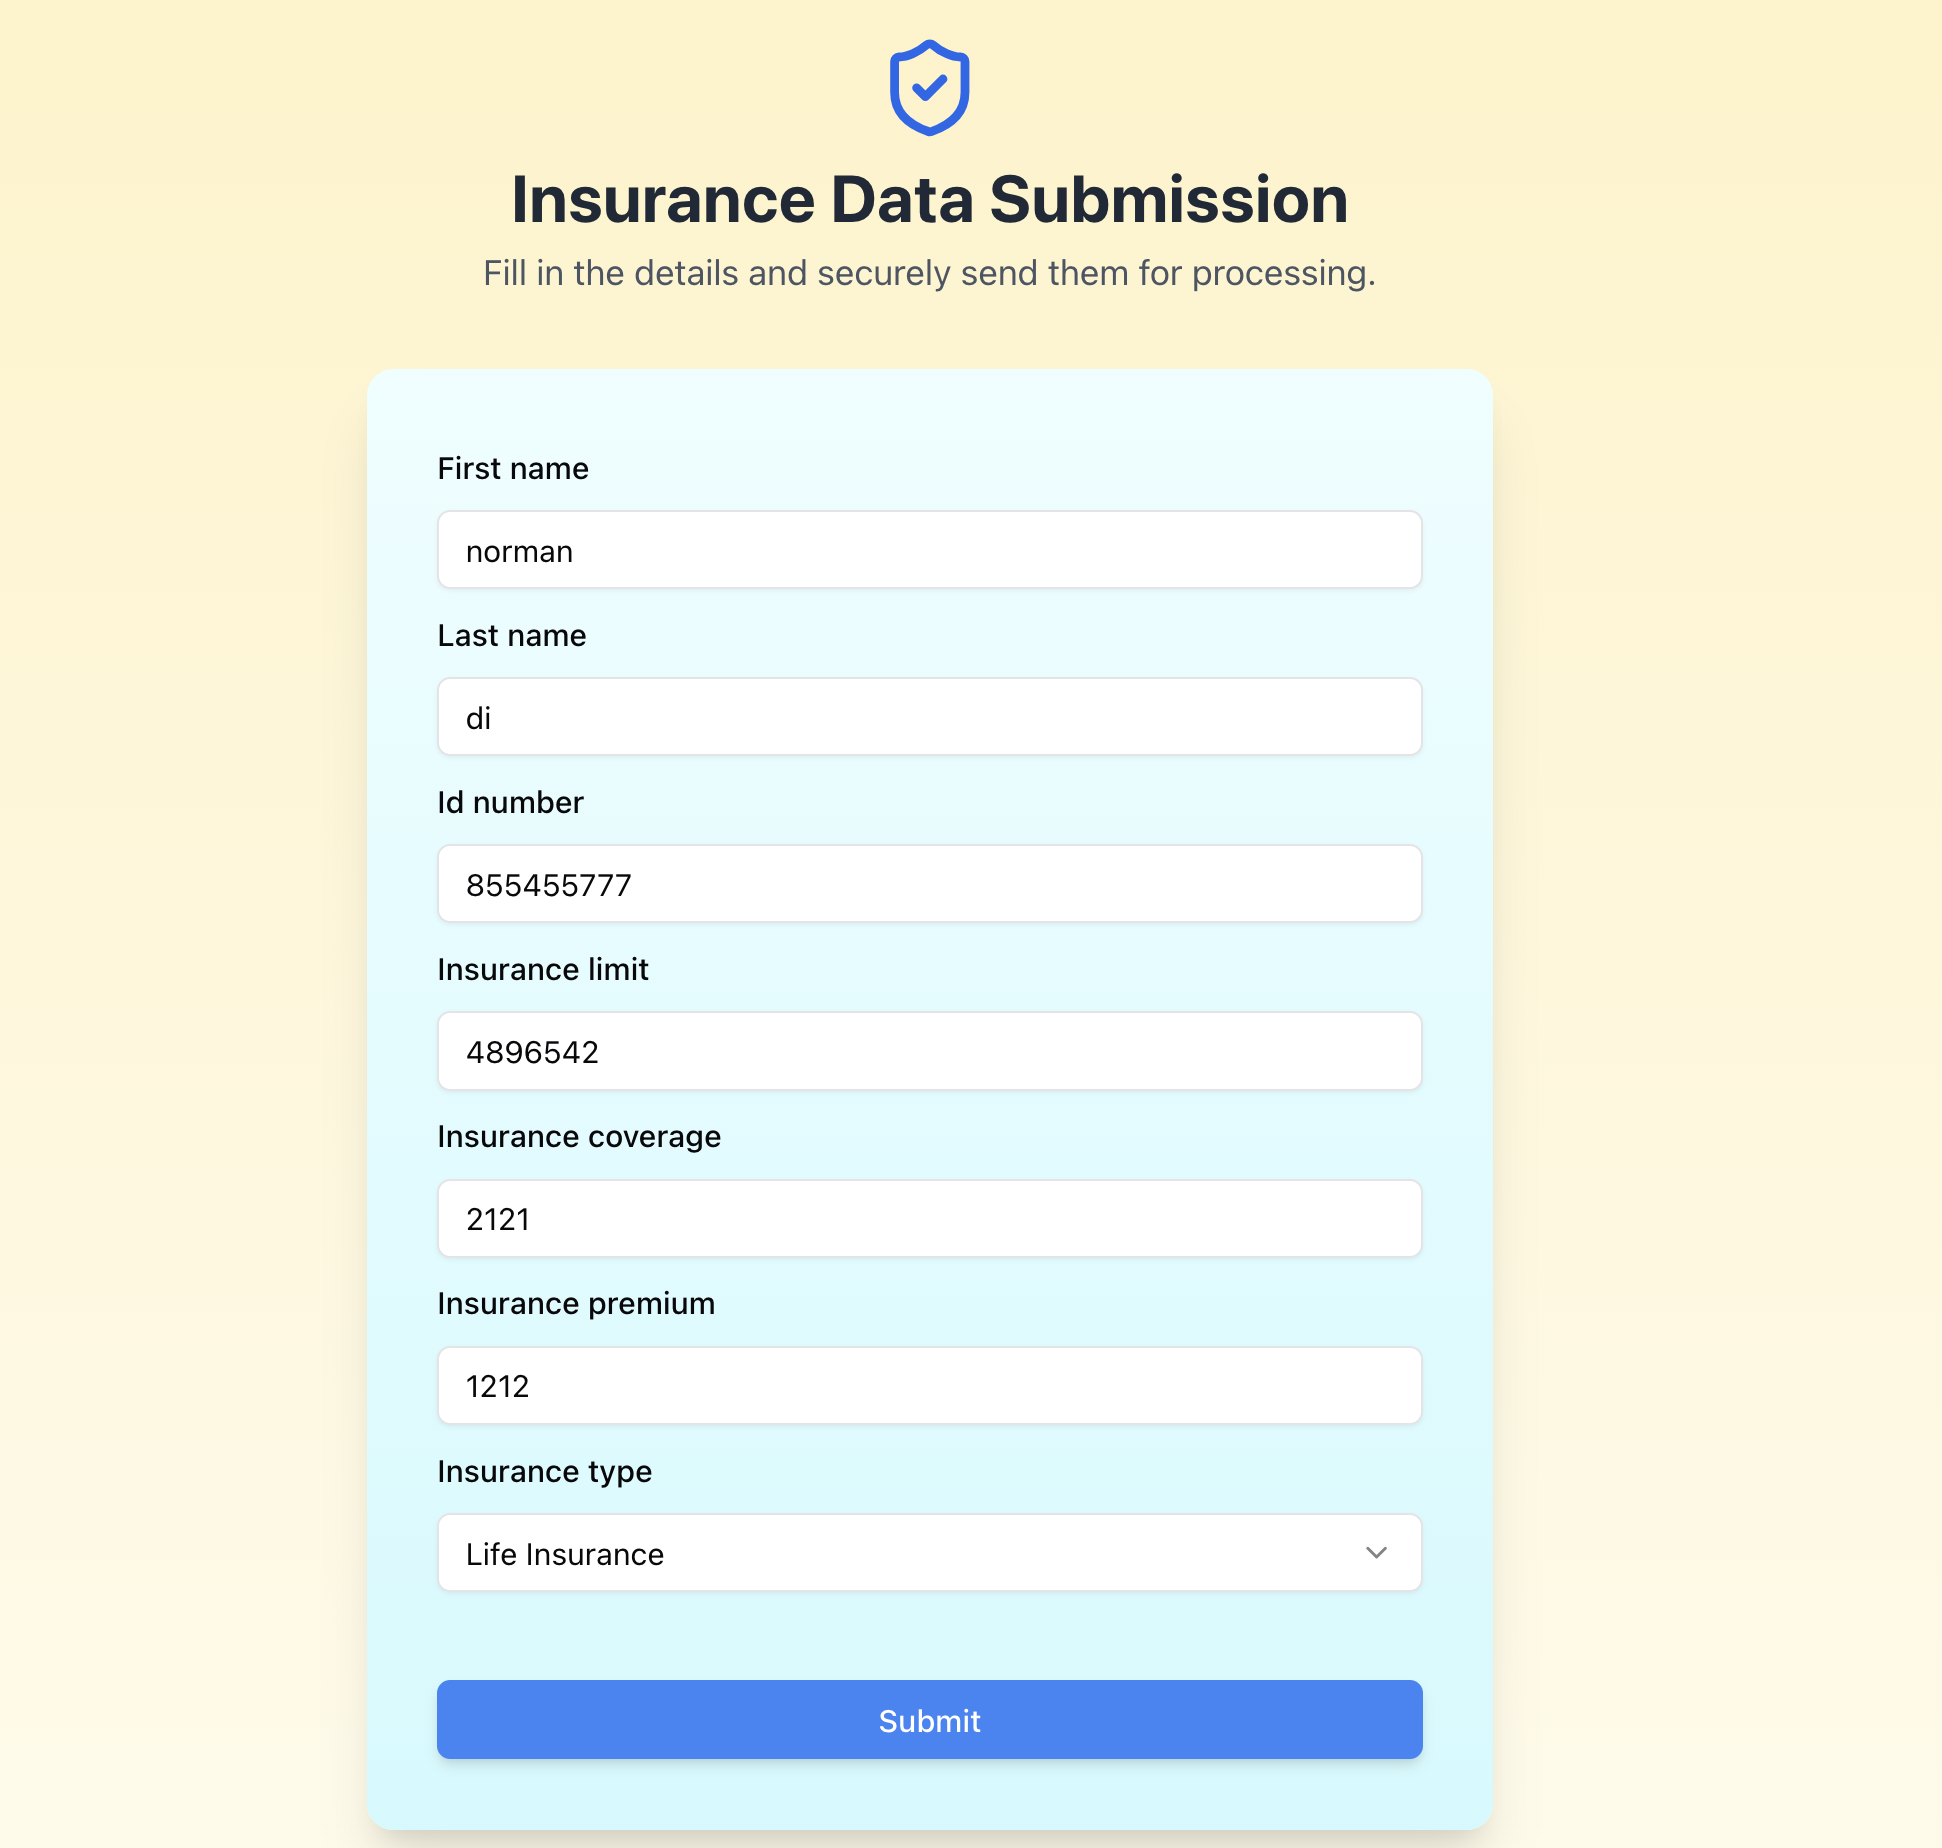 Insurance Data Submission
Fill in the details and securely send them for processing.
First name
norman
Last name
di
Id number
855455777
Insurance limit
4896542
Insurance coverage
2121
Insurance premium
1212
Insurance type
Life Insurance
Submit